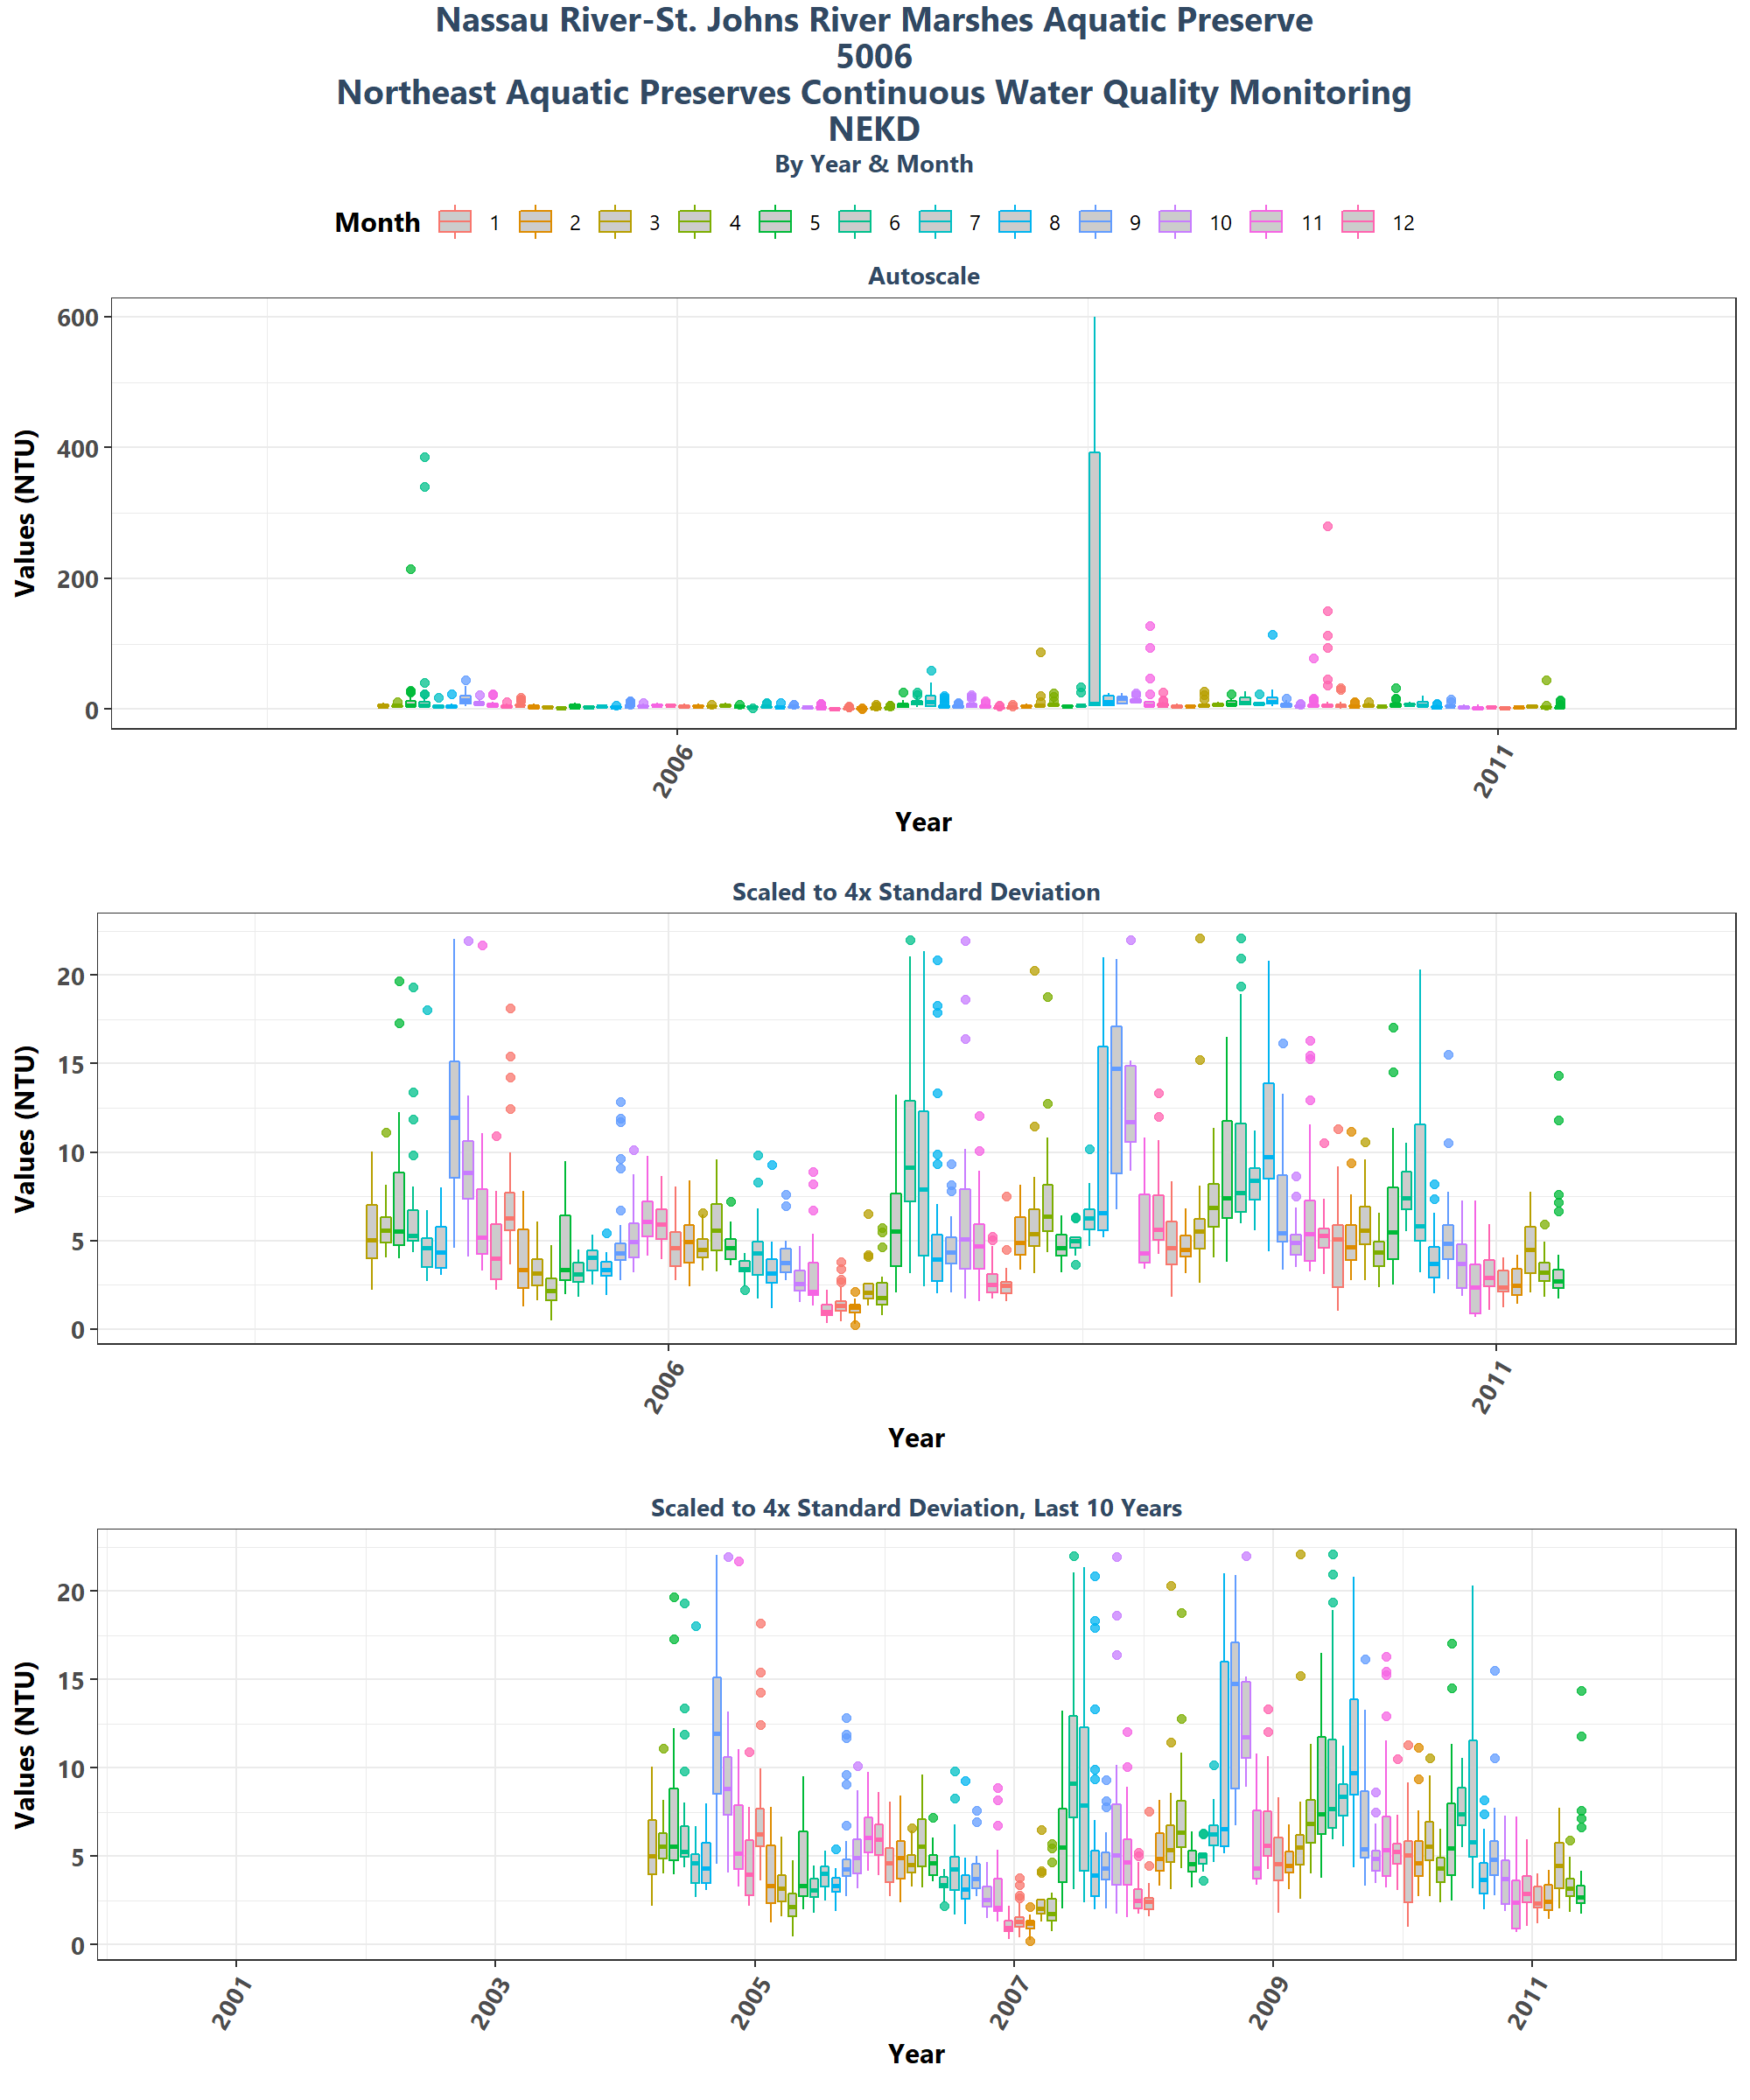 Nassau River-St. Johns River Marshes Aquatic Preserve
5006
Northeast Aquatic Preserves Continuous Water Quality Monitoring
NEKD
By Year & Month
Month 1 2 3 4 5 6 7 8 9 10 11 12
Autoscale
600
400
200
0
Values (NTU)
2006 2011
Year
Scaled to 4x Standard Deviation
20
15
10
5
0
Values (NTU)
2006 2011
Year
Scaled to 4x Standard Deviation, Last 10 Years
20
15
10
5
0
Values (NTU)
2001 2003 2005 2007 2009 2011
Year